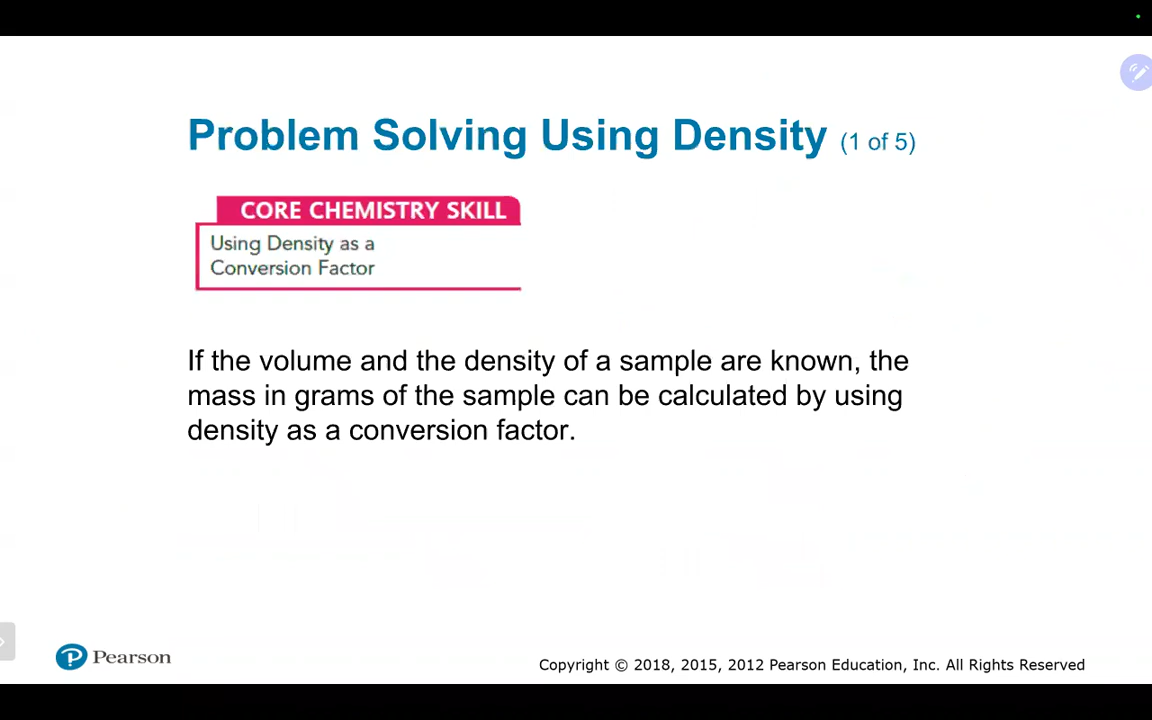 Problem Solving Using Density (1 of 5)
CORE CHEMISTRY SKILL
Using Density as a
Conversion Factor
If the volume and the density of a sample are known, the
mass in grams of the sample can be calculated by using
density as a conversion factor.
Pearson
Copyright © 2018, 2015, 2012 Pearson Education, Inc. All Rights Reserved